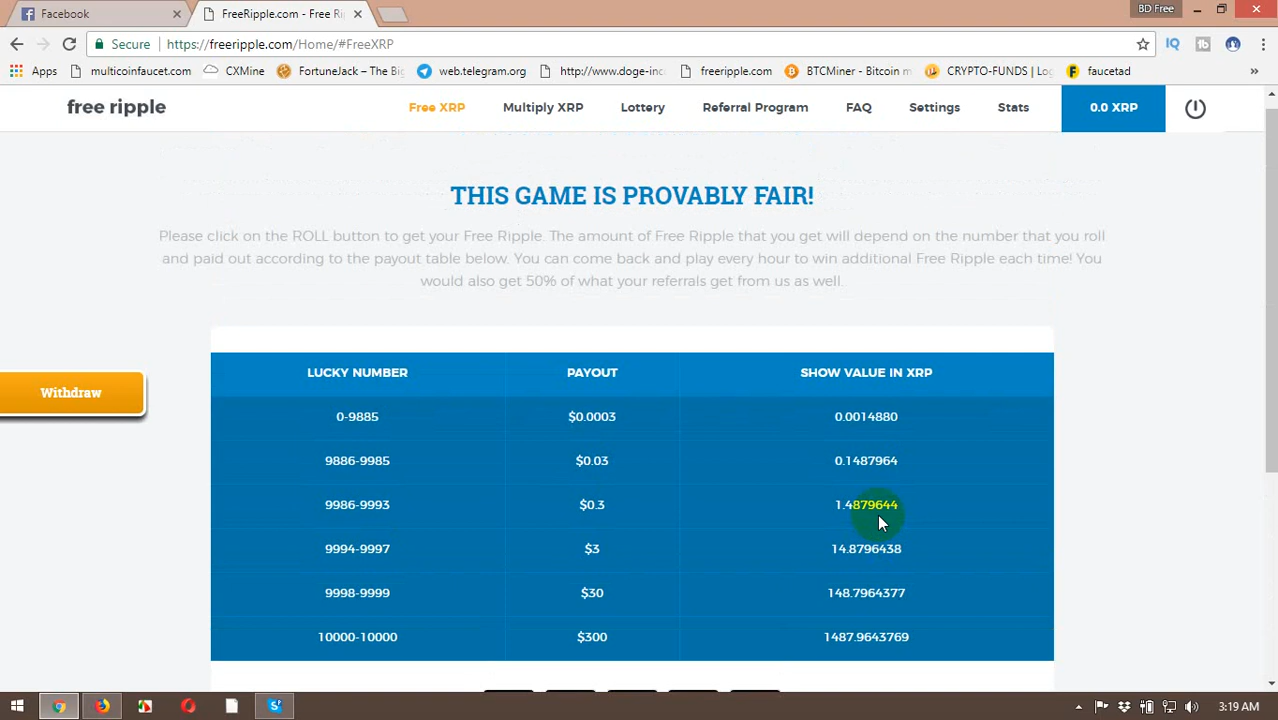 Facebook
FreeRipple.com - Free Ri
BD Free
Secure https://freeripple.com/Home/#FreeXRP
Apps multicoinfaucet.com CXMine FortuneJack – The Big web.telegram.org http://www.doge-inc freeripple.com BTCMiner - Bitcoin m CRYPTO-FUNDS | Log faucetad »
free ripple Free XRP Multiply XRP Lottery Referral Program FAQ Settings Stats 0.0 XRP
THIS GAME IS PROVABLY FAIR!
Please click on the ROLL button to get your Free Ripple. The amount of Free Ripple that you get will depend on the number that you roll
and paid out according to the payout table below. You can come back and play every hour to win additional Free Ripple each time! You
would also get 50% of what your referrals get from us as well.
Withdraw
LUCKY NUMBER PAYOUT SHOW VALUE IN XRP
0-9885 $0.0003 0.0014880
9886-9985 $0.03 0.1487964
9986-9993 $0.3 1.4879644
9994-9997 $3 14.8796438
9998-9999 $30 148.7964377
10000-10000 $300 1487.9643769
3:19 AM